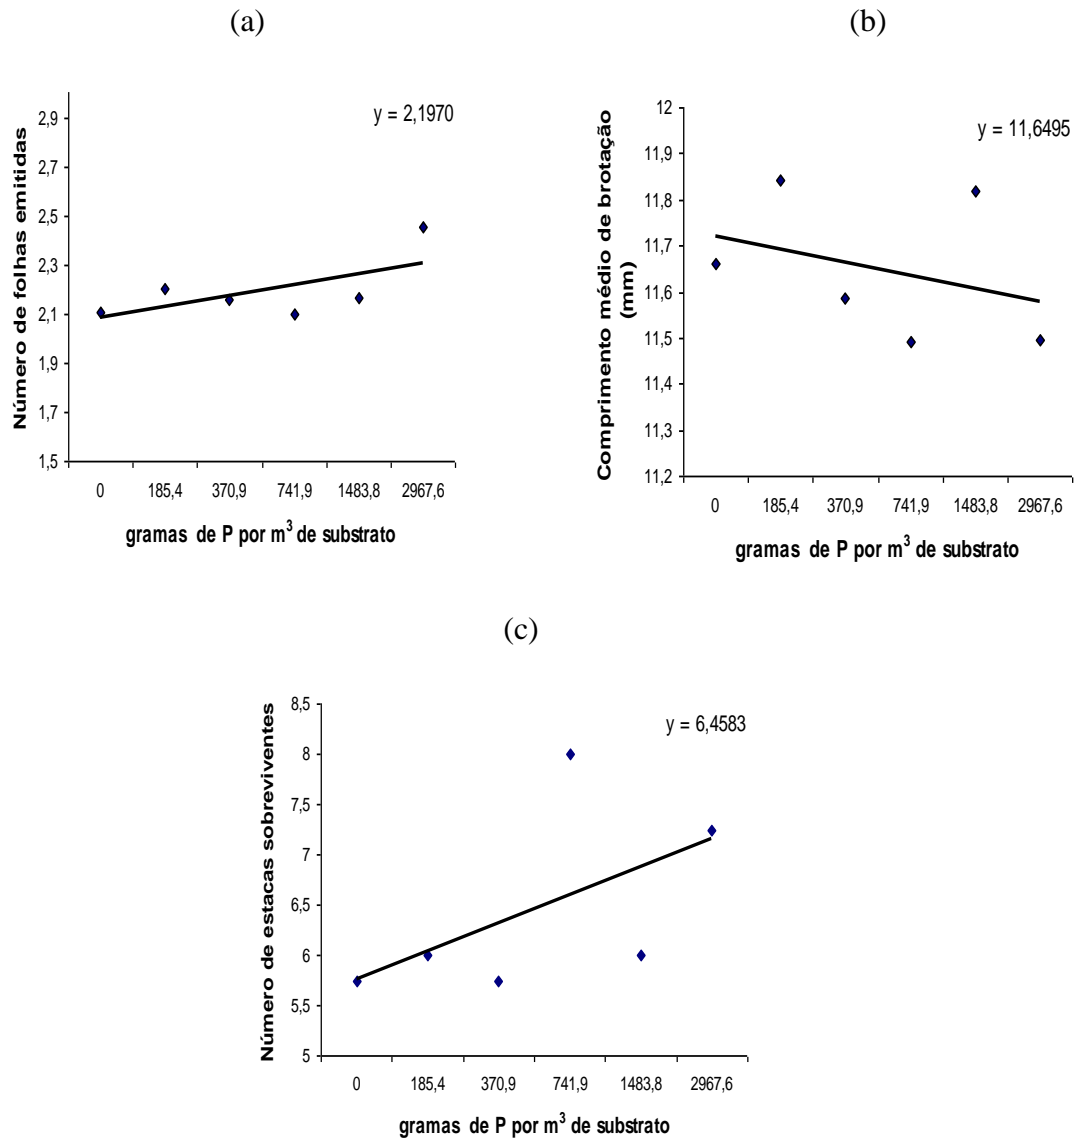 (a)
y = 2,1970
Número de folhas emitidas
2,9
2,7
2,5
2,3
2,1
1,9
1,7
1,5
0 185,4 370,9 741,9 1483,8 2967,6
gramas de P por m³ de substrato
(b)
y = 11,6495
Comprimento médio de brotação
(mm)
12
11,9
11,8
11,7
11,6
11,5
11,4
11,3
11,2
0 185,4 370,9 741,9 1483,8 2967,6
gramas de P por m³ de substrato
(c)
y = 6,4583
Número de estacas sobreviventes
8,5
8
7,5
7
6,5
6
5,5
5
0 185,4 370,9 741,9 1483,8 2967,6
gramas de P por m³ de substrato